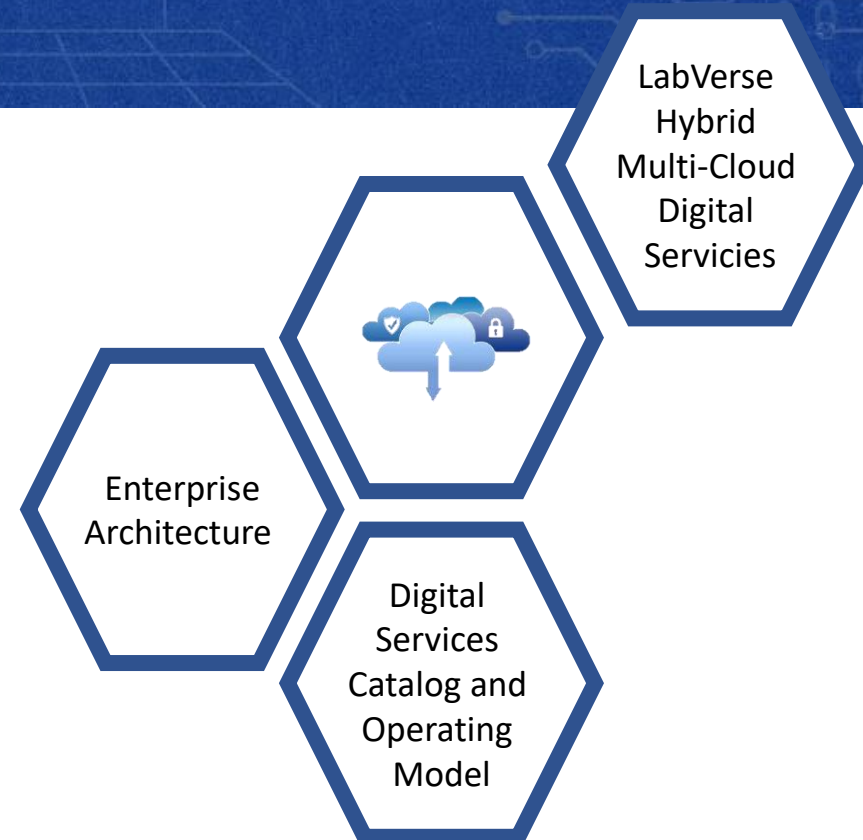 LabVerse
Hybrid
Multi-Cloud
Digital
Servicies
Enterprise
Architecture
Digital
Services
Catalog and
Operating
Model